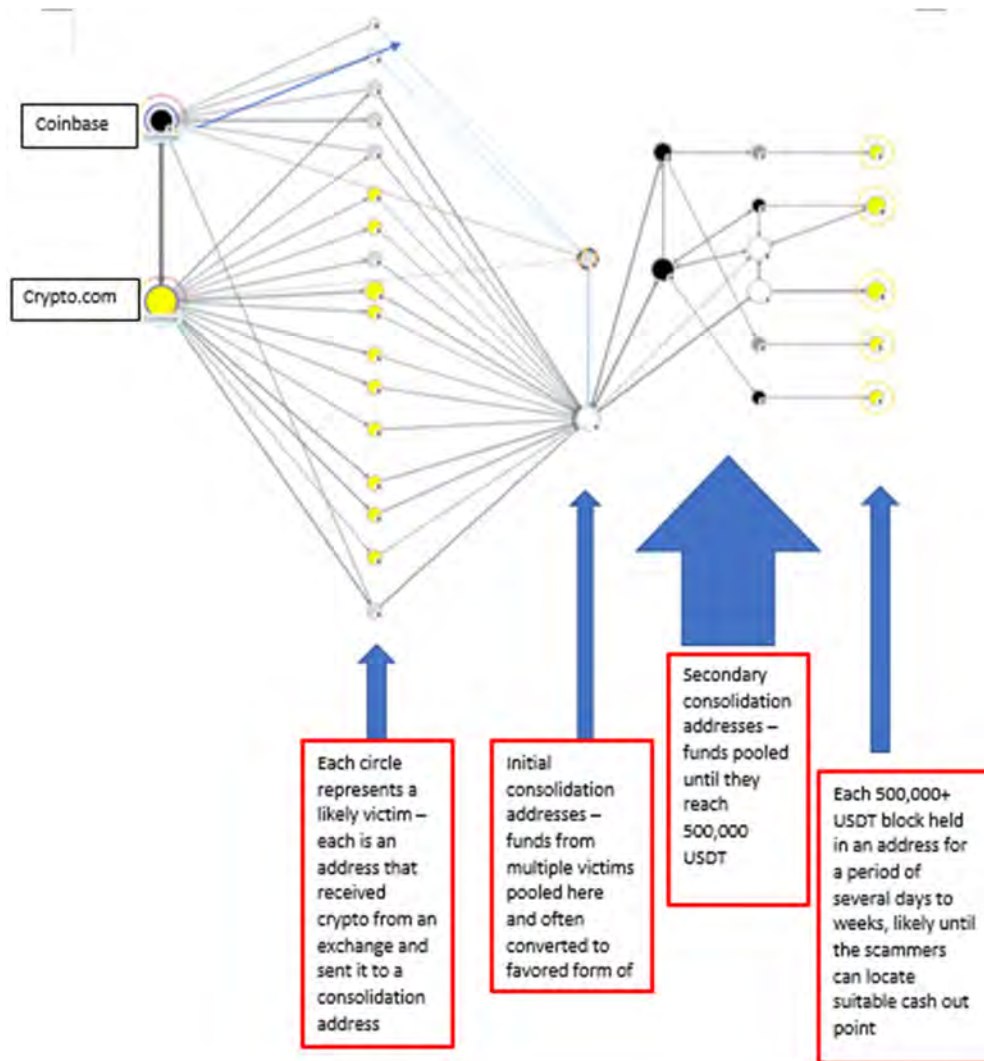 Coinbase
Crypto.com
Each circle
represents a
likely victim –
each is an
address that
received
crypto from an
exchange and
sent it to a
consolidation
address
Initial
consolidation
addresses –
funds from
multiple victims
pooled here
and often
converted to
favored form of
Secondary
consolidation
addresses –
funds pooled
until they
reach
500,000
USDT
Each 500,000+
USDT block held
in an address for
a period of
several days to
weeks, likely until
the scammers
can locate
suitable cash out
point